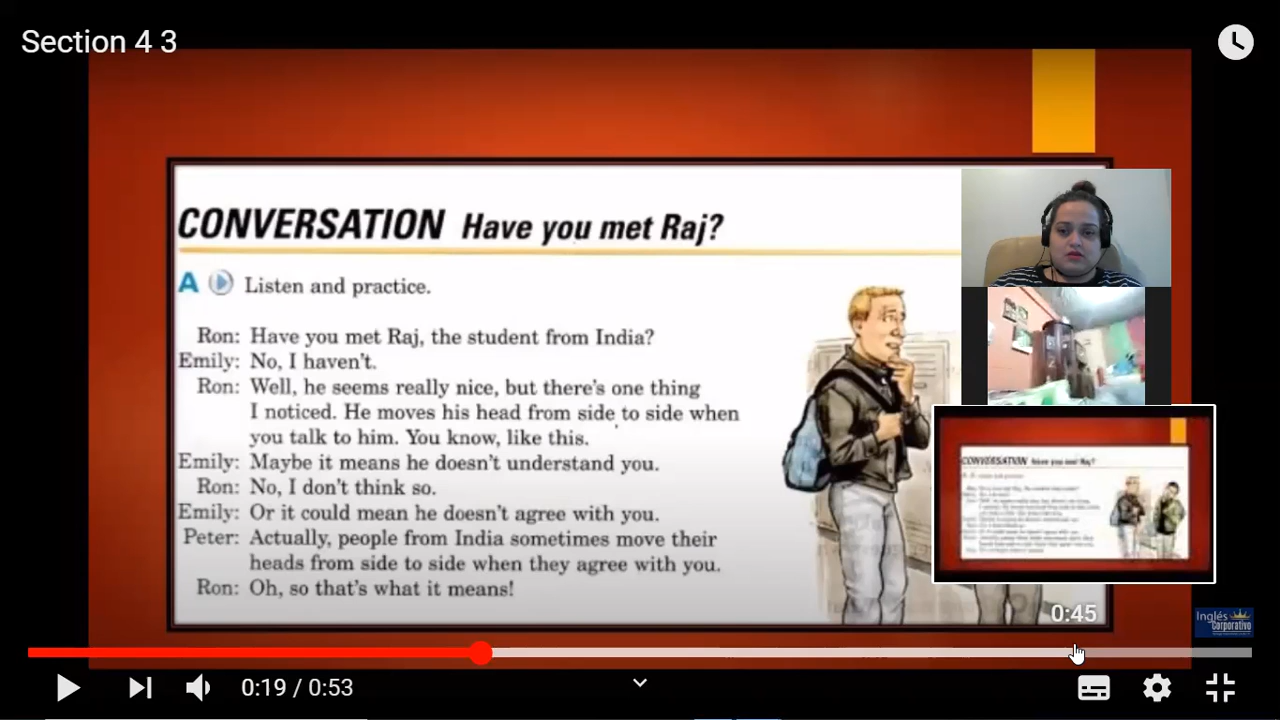 Section 4 3
CONVERSATION Have you met Raj?
A Listen and practice.
Ron: Have you met Raj, the student from India?
Emily: No, I haven't.
Ron: Well, he seems really nice, but there's one thing
I noticed. He moves his head from side to side when
you talk to him. You know, like this.
Emily: Maybe it means he doesn't understand you.
Ron: No, I don't think so.
Emily: Or it could mean he doesn't agree with you.
Peter: Actually, people from India sometimes move their
heads from side to side when they agree with you.
Ron: Oh, so that's what it means!
CONVERSATION Have you met Raj?
0:45
Inglés
Corporativo
0:19 / 0:53